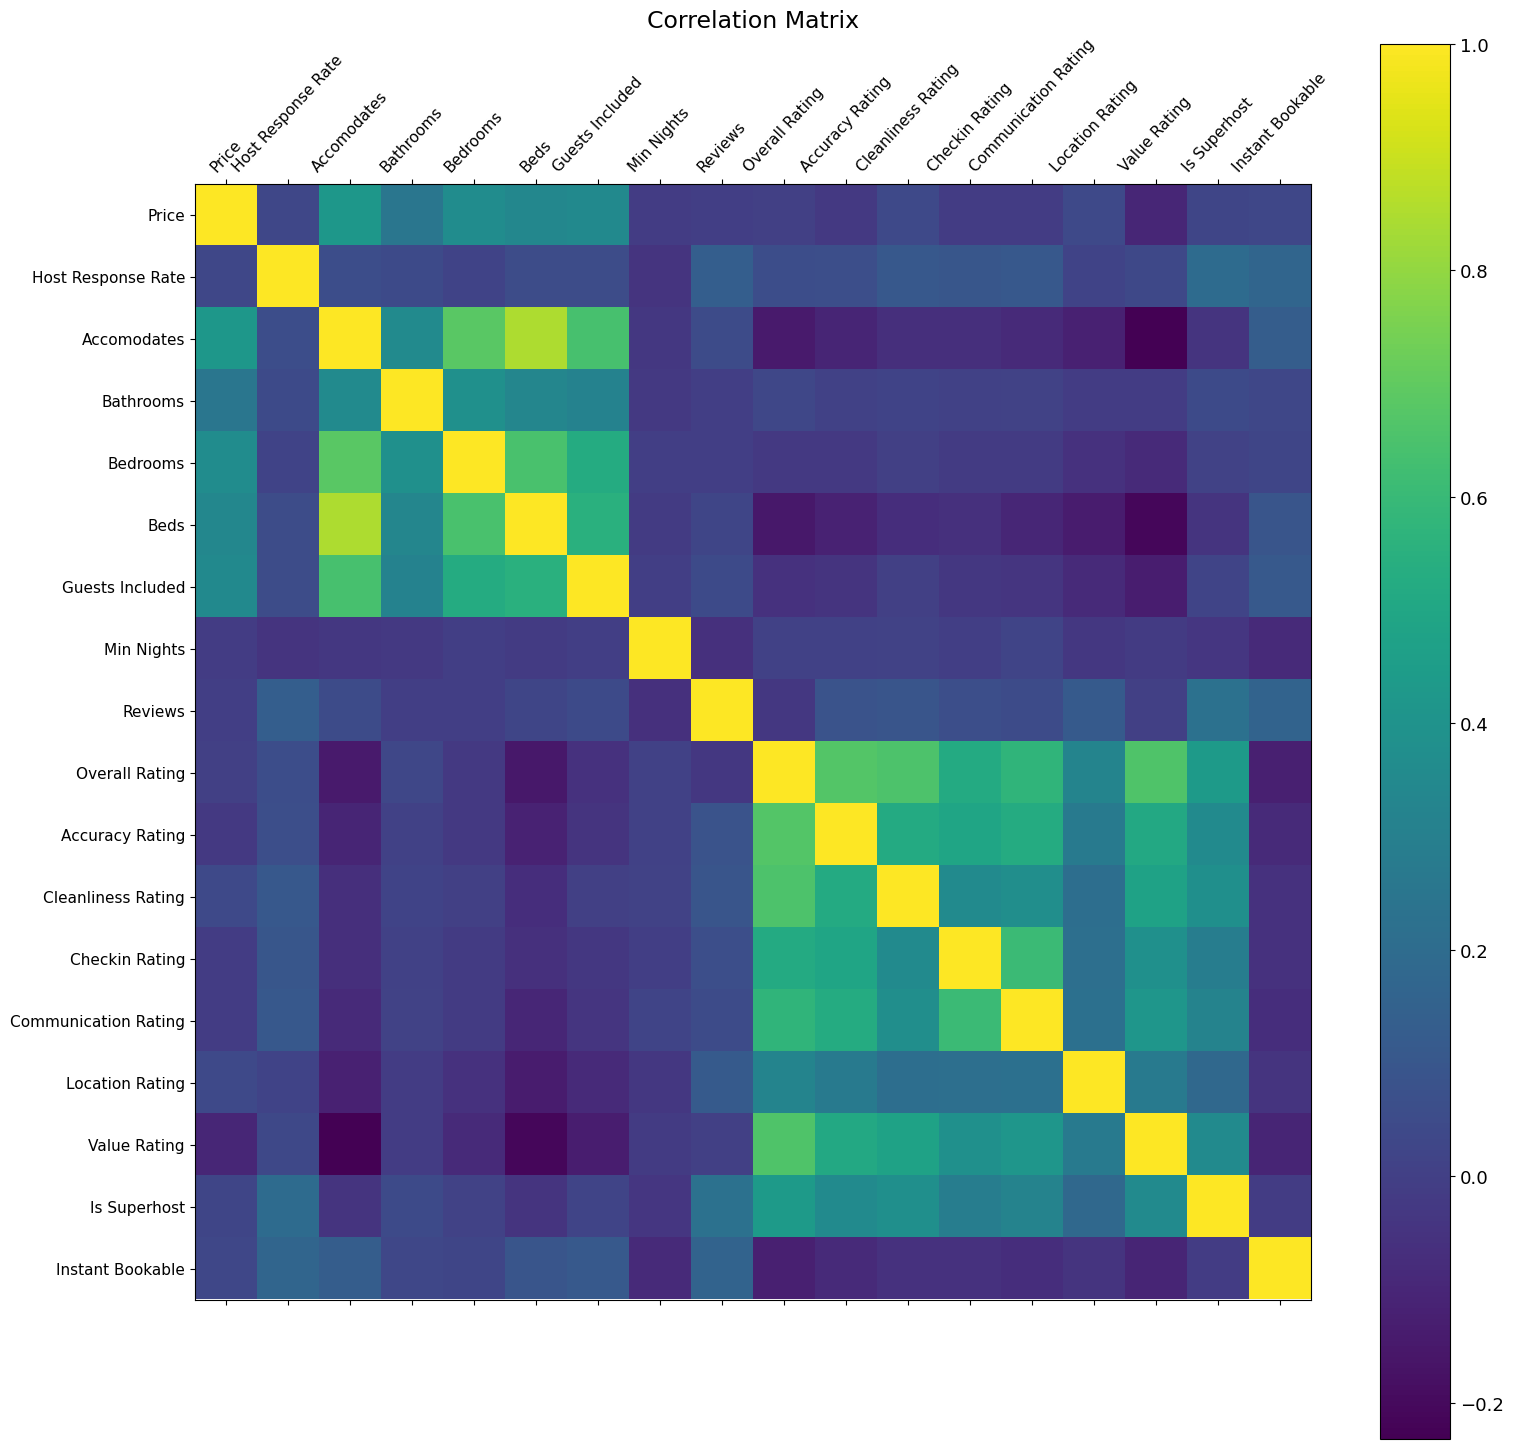 Correlation Matrix
Price
Host Response Rate
Accomodates
Bathrooms
Bedrooms
Beds
Guests Included
Min Nights
Reviews
Overall Rating
Accuracy Rating
Cleanliness Rating
Checkin Rating
Communication Rating
Location Rating
Value Rating
Is Superhost
Instant Bookable
Price
Host Response Rate
Accomodates
Bathrooms
Bedrooms
Beds
Guests Included
Min Nights
Reviews
Overall Rating
Accuracy Rating
Cleanliness Rating
Checkin Rating
Communication Rating
Location Rating
Value Rating
Is Superhost
Instant Bookable
1.0
0.8
0.6
0.4
0.2
0.0
−0.2